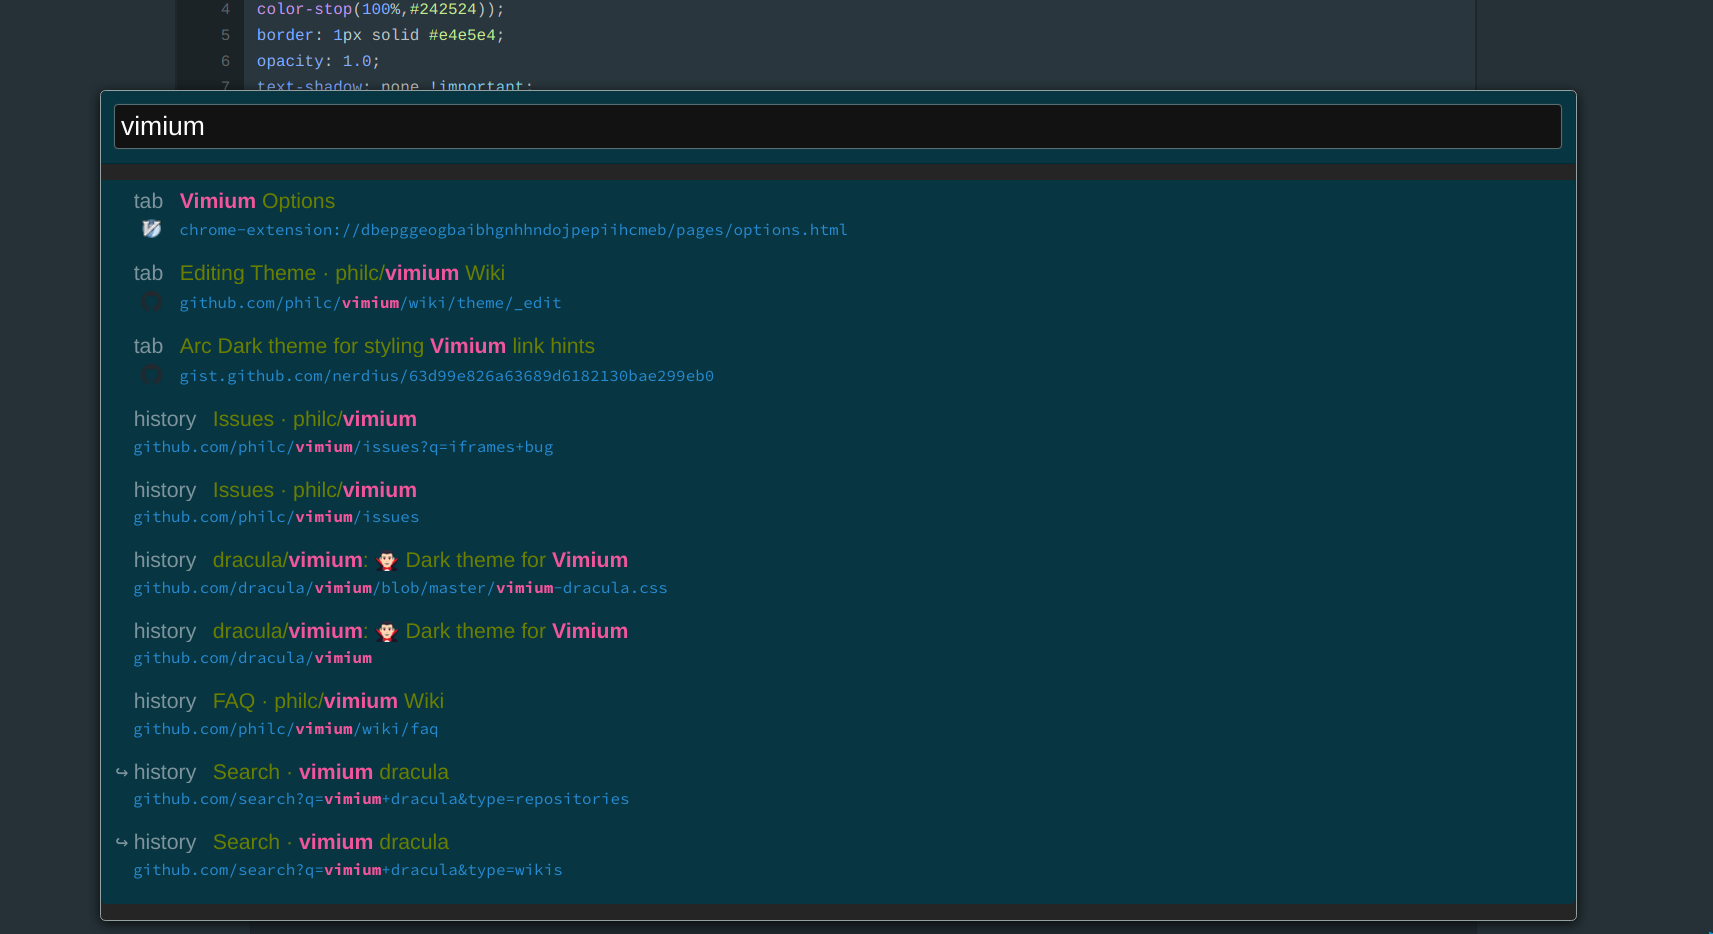 4 color-stop(100%,#242524));
5 border: 1px solid #e4e5e4;
6 opacity: 1.0;
7 text-shadow: none !important;
vimium
tab Vimium Options
chrome-extension://dbepggeogbaibhgnhhndojpepiihcmeb/pages/options.html
tab Editing Theme · philc/vimium Wiki
github.com/philc/vimium/wiki/theme/_edit
tab Arc Dark theme for styling Vimium link hints
gist.github.com/nerdius/63d99e826a63689d6182130bae299eb0
history Issues · philc/vimium
github.com/philc/vimium/issues?q=iframes+bug
history Issues · philc/vimium
github.com/philc/vimium/issues
history dracula/vimium: 🧛🏻‍♂️ Dark theme for Vimium
github.com/dracula/vimium/blob/master/vimium-dracula.css
history dracula/vimium: 🧛🏻‍♂️ Dark theme for Vimium
github.com/dracula/vimium
history FAQ · philc/vimium Wiki
github.com/philc/vimium/wiki/faq
↪ history Search · vimium dracula
github.com/search?q=vimium+dracula&type=repositories
↪ history Search · vimium dracula
github.com/search?q=vimium+dracula&type=wikis